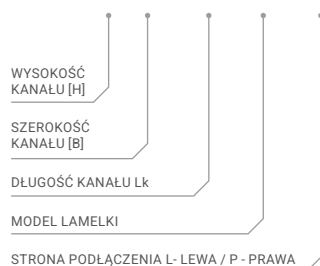 WYSOKOŚĆ
KANAŁU [H]
SZEROKOŚĆ
KANAŁU [B]
DŁUGOŚĆ KANAŁU Lk
MODEL LAMELKI
STRONA PODŁĄCZENIA L- LEWA / P - PRAWA